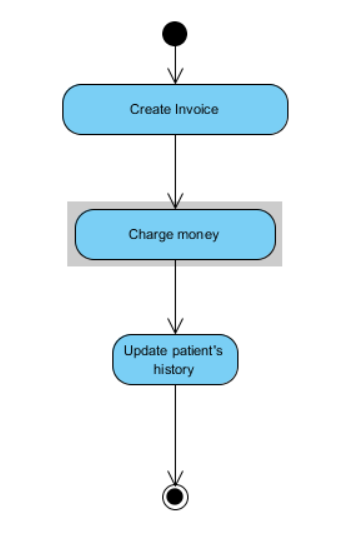 Create Invoice
Charge money
Update patient's
history